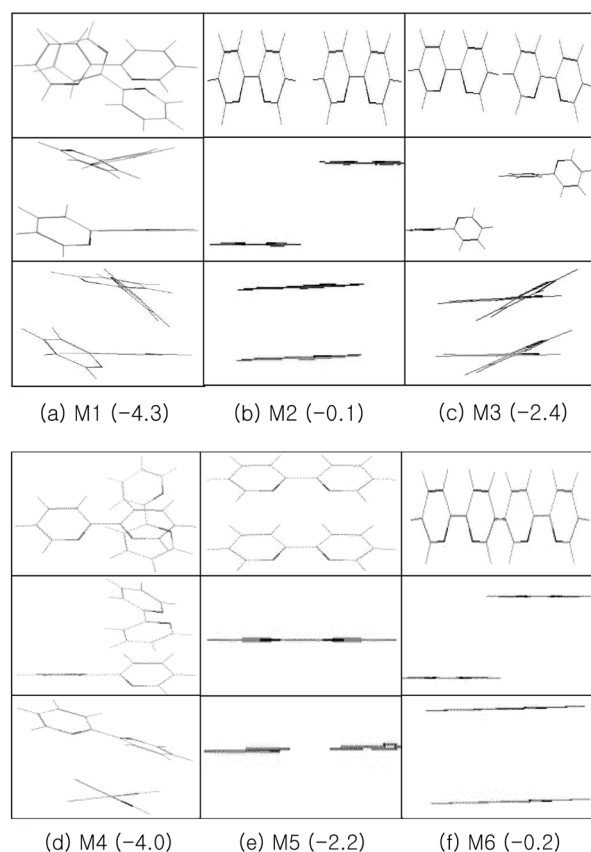 (a) M1 (-4.3)
(b) M2 (-0.1)
(c) M3 (-2.4)
(d) M4 (-4.0)
(e) M5 (-2.2)
(f) M6 (-0.2)